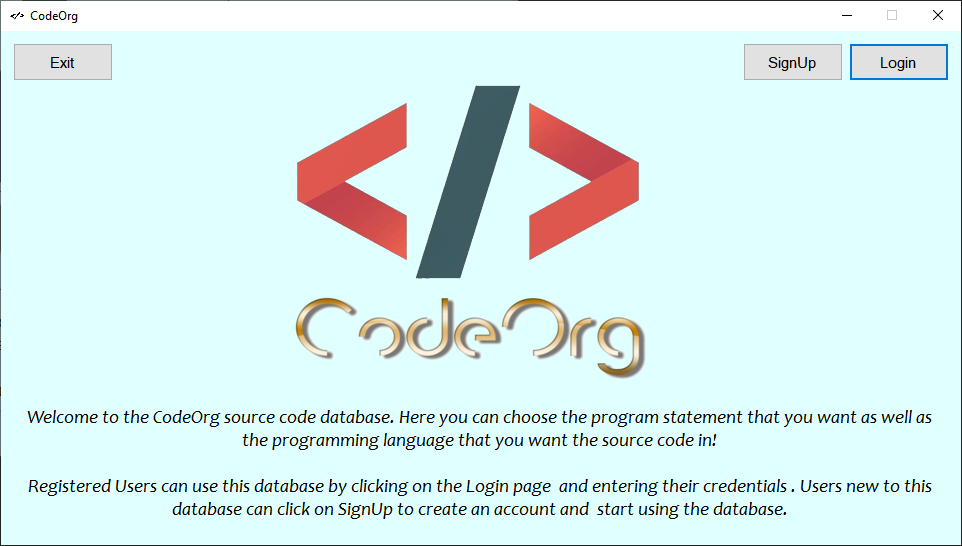 CodeOrg
Exit
SignUp
Login
</>
CodeOrg
Welcome to the CodeOrg source code database. Here you can choose the program statement that you want as well as
the programming language that you want the source code in!
Registered Users can use this database by clicking on the Login page  and entering their credentials . Users new to this
database can click on SignUp to create an account and  start using the database.